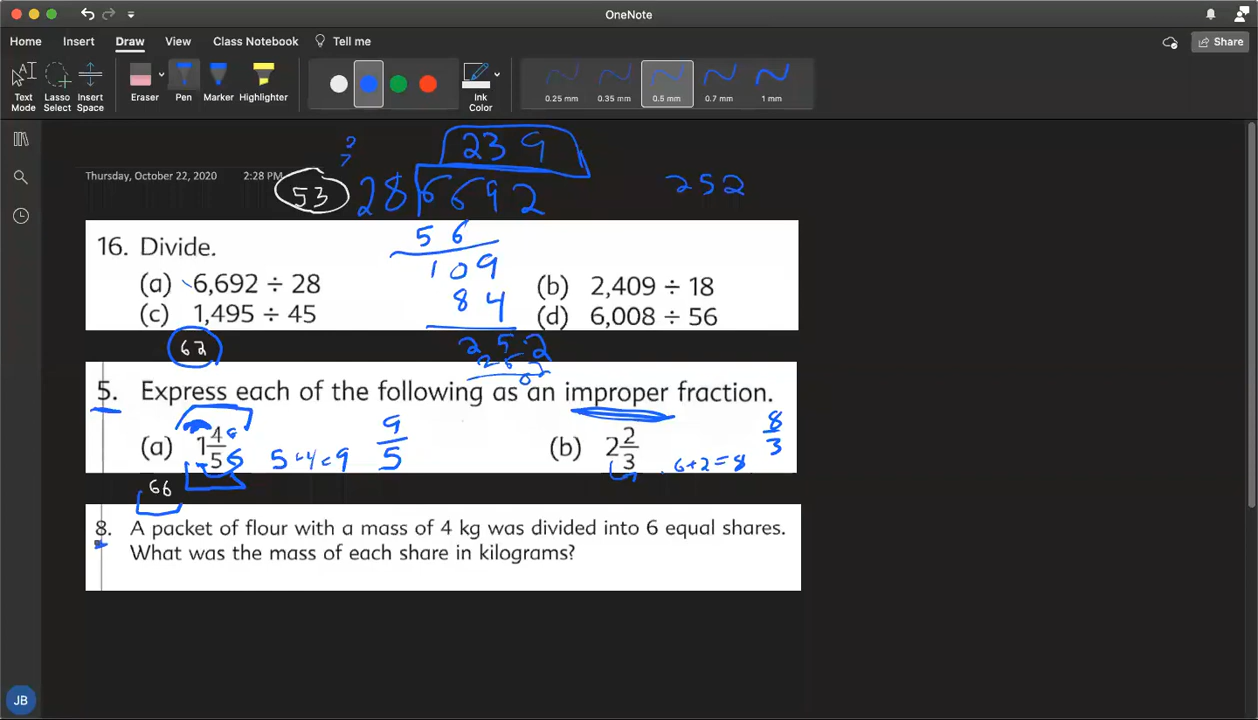 OneNote
Home Insert Draw View Class Notebook Tell me
Share
Text Mode Lasso Select Insert Space Eraser Pen Marker Highlighter Ink Color 0.25 mm 0.35 mm 0.5 mm 0.7 mm 1 mm
239
Thursday, October 22, 2020 2:28 PM
53
28 6692
252
56
16. Divide.
109
(a) 6,692 ÷ 28
(b) 2,409 ÷ 18
84
(c) 1,495 ÷ 45
(d) 6,008 ÷ 56
62
252
252
0
5. Express each of the following as an improper fraction.
(a) 1 4/5
5+4=9
9/5
(b) 2 2/3
6+2=8
8/3
66
8. A packet of flour with a mass of 4 kg was divided into 6 equal shares.
What was the mass of each share in kilograms?
JB